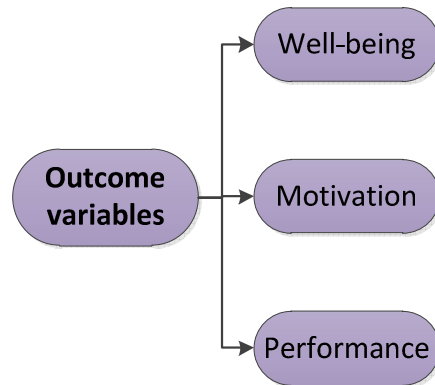 Well-being
Outcome
variables
Motivation
Performance